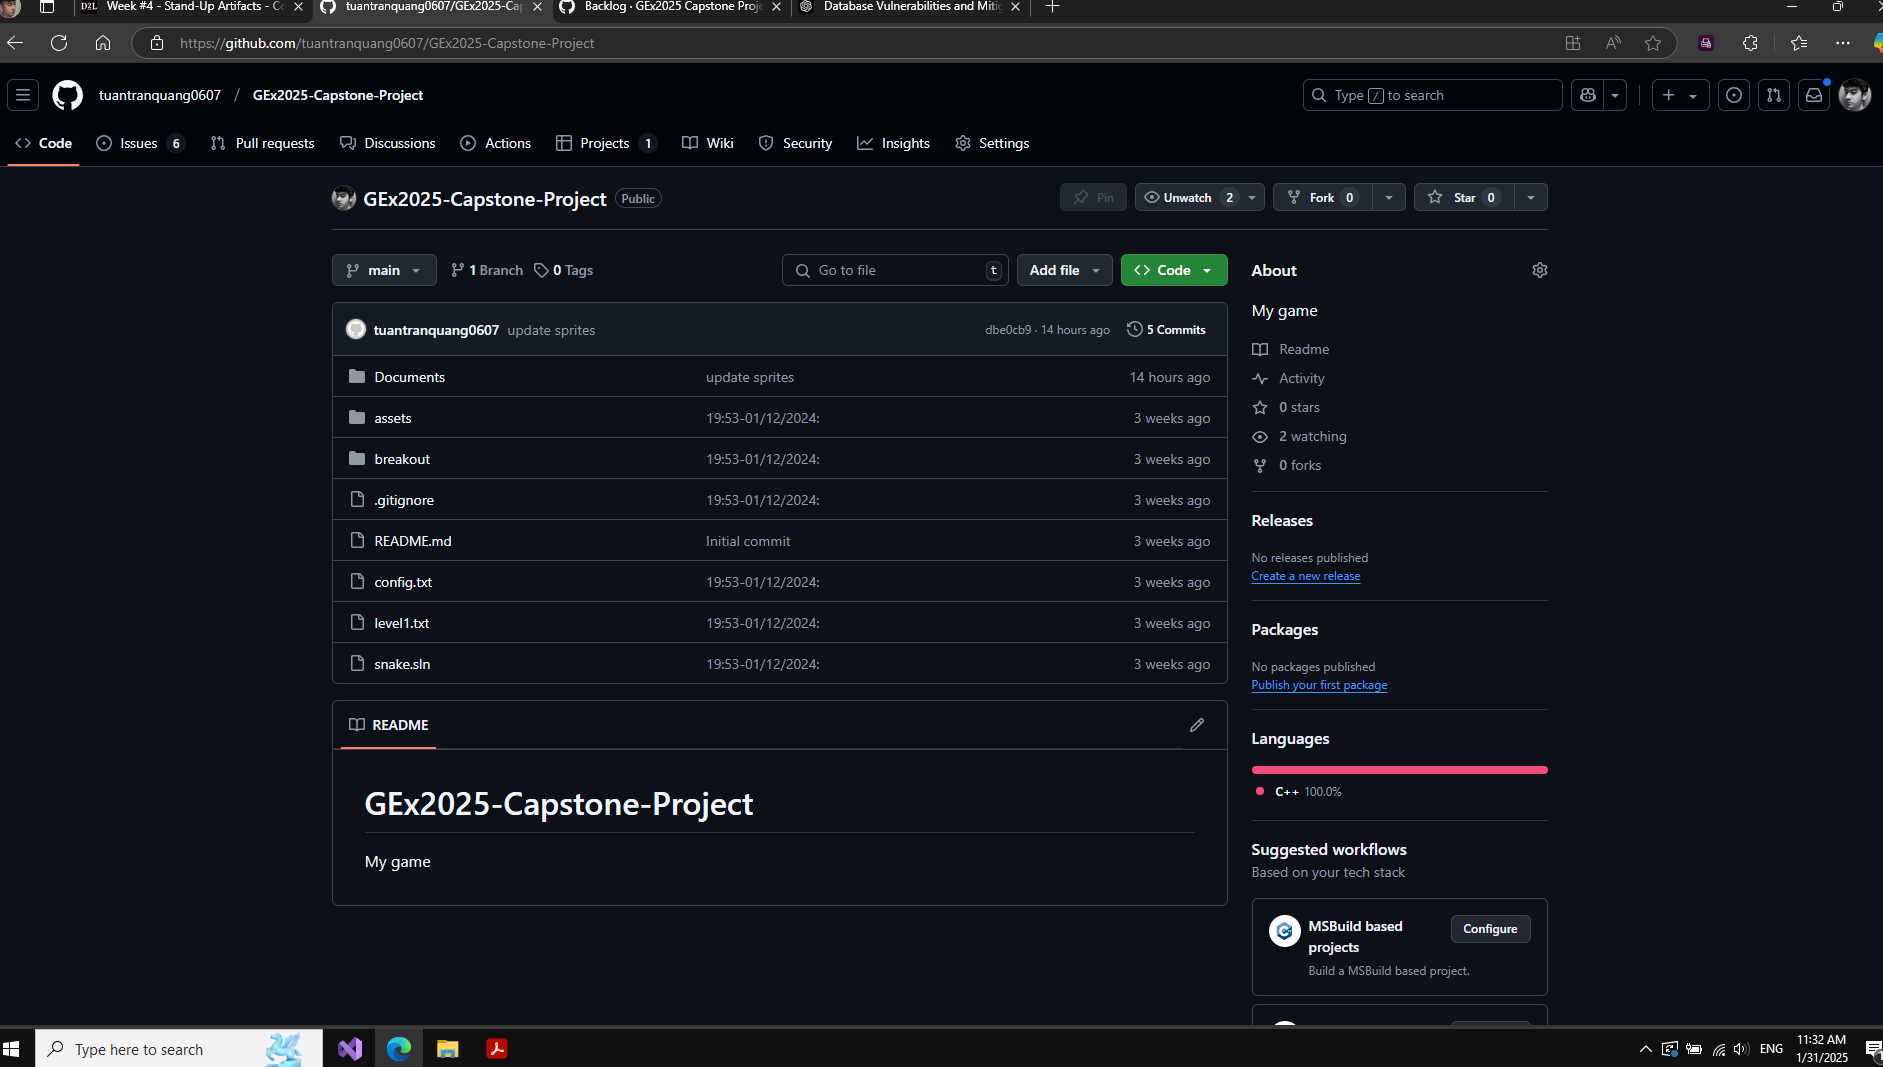 Week #4 - Stand-Up Artifacts - Co
tuantranquang0607/GEx2025-Cap
Backlog · GEx2025 Capstone Proje
Database Vulnerabilities and Mitig
https://github.com/tuantranquang0607/GEx2025-Capstone-Project
tuantranquang0607 / GEx2025-Capstone-Project
Type / to search
Code
Issues 6
Pull requests
Discussions
Actions
Projects 1
Wiki
Security
Insights
Settings
GEx2025-Capstone-Project Public
Pin
Unwatch 2
Fork 0
Star 0
main
1 Branch
0 Tags
Go to file t
Add file
<> Code
tuantranquang0607 update sprites dbe0cb9 · 14 hours ago 5 Commits
Documents update sprites 14 hours ago
assets 19:53-01/12/2024: 3 weeks ago
breakout 19:53-01/12/2024: 3 weeks ago
.gitignore 19:53-01/12/2024: 3 weeks ago
README.md Initial commit 3 weeks ago
config.txt 19:53-01/12/2024: 3 weeks ago
level1.txt 19:53-01/12/2024: 3 weeks ago
snake.sln 19:53-01/12/2024: 3 weeks ago
README
GEx2025-Capstone-Project
My game
About
My game
Readme
Activity
0 stars
2 watching
0 forks
Releases
No releases published
Create a new release
Packages
No packages published
Publish your first package
Languages
C++ 100.0%
Suggested workflows
Based on your tech stack
MSBuild based
projects
Configure
Build a MSBuild based project.
Type here to search
ENG
11:32 AM
1/31/2025